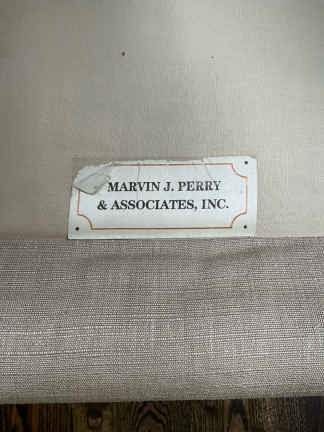 MARVIN J. PERRY
& ASSOCIATES, INC.